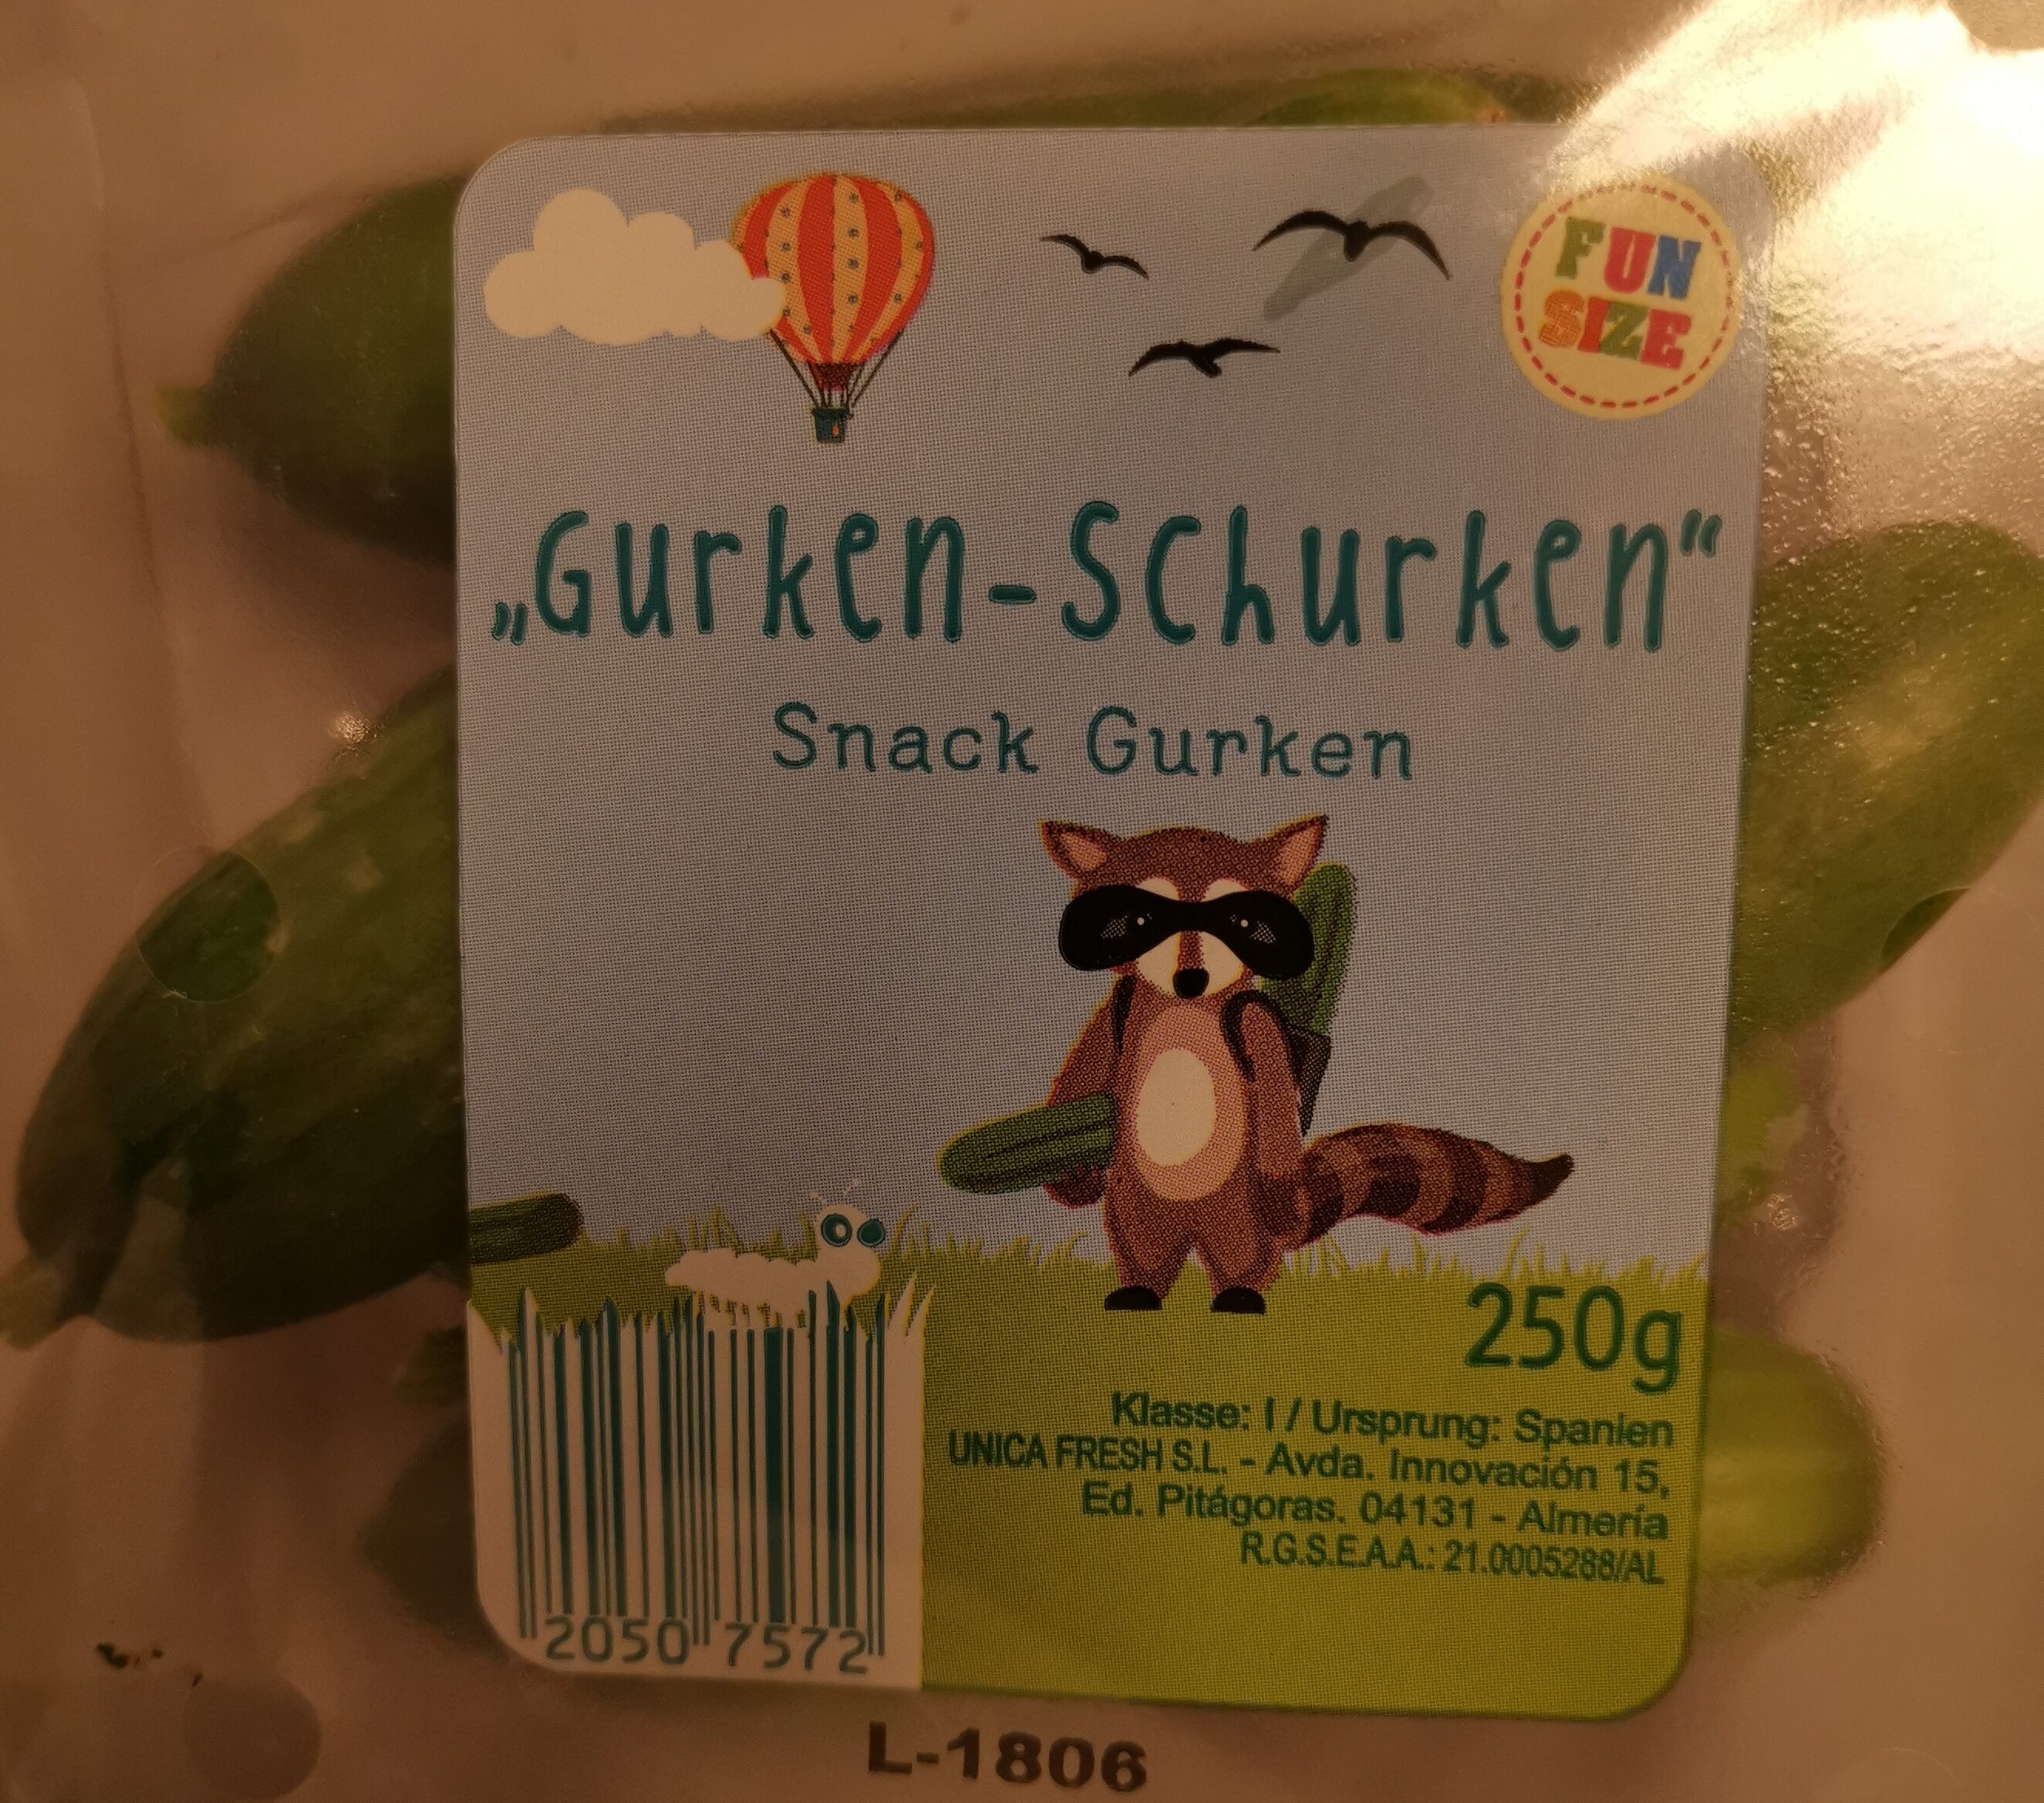 FUN
SIZE
„Gurken-Schurken“
Snack Gurken
250g
Klasse: I / Ursprung: Spanien
UNICA FRESH S.L. - Avda. Innovación 15,
Ed. Pitágoras. 04131 - Almería
R.G.S.E.A.A.: 21.0005288/AL
2050 7572
L-1806